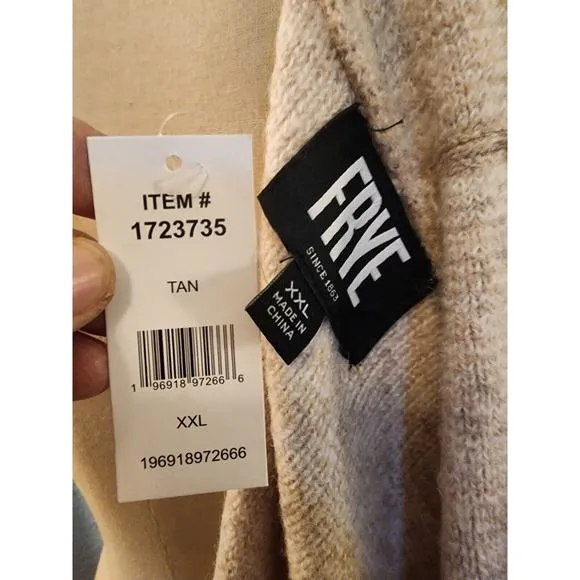 ITEM #
1723735
TAN
1 96918 97266 6
XXL
196918972666
FRYE
SINCE 1863
XXL
MADE IN
CHINA